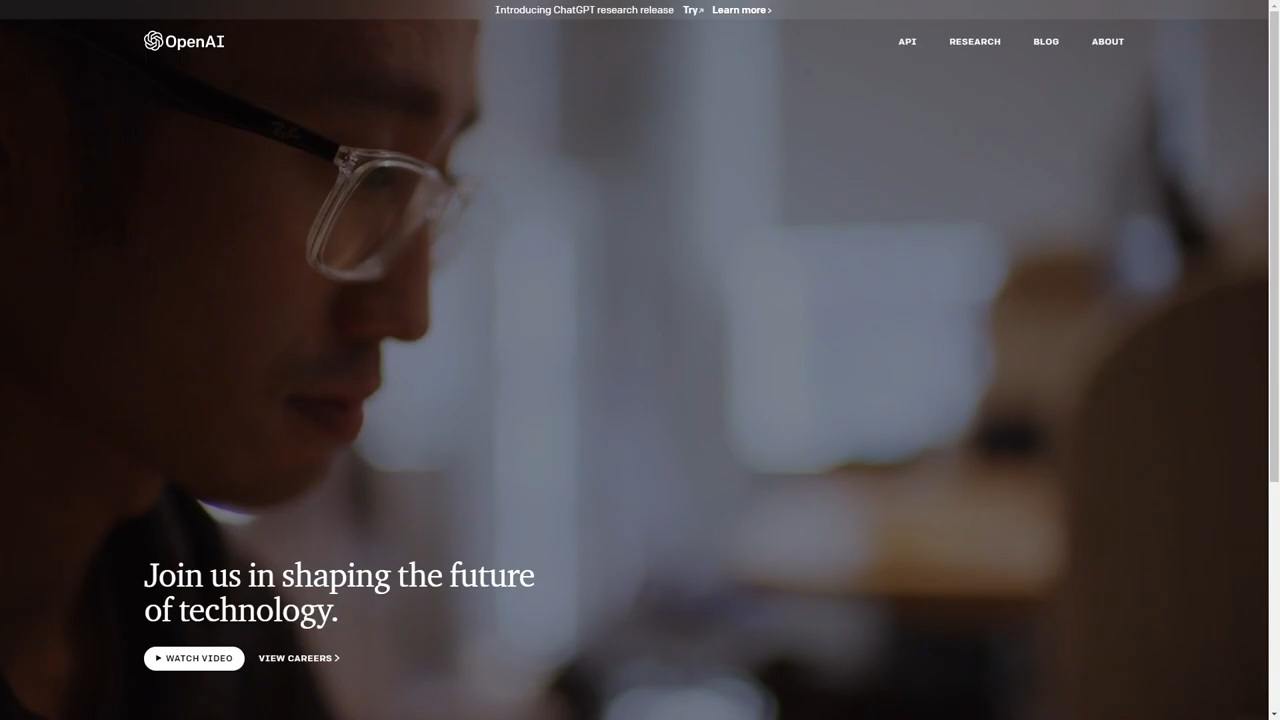 Introducing ChatGPT research release Try↗ Learn more›
OpenAI
API RESEARCH BLOG ABOUT
Join us in shaping the future
of technology.
WATCH VIDEO
VIEW CAREERS